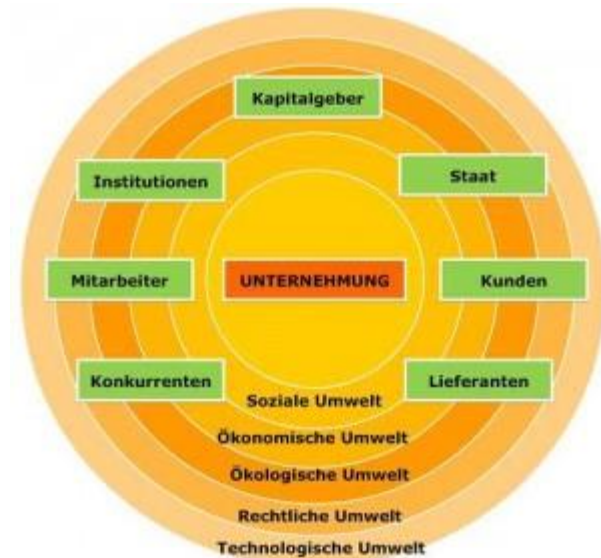 Kapitalgeber
Institutionen
Staat
Mitarbeiter
UNTERNEHMUNG
Kunden
Konkurrenten
Lieferanten
Soziale Umwelt
Ökonomische Umwelt
Ökologische Umwelt
Rechtliche Umwelt
Technologische Umwelt